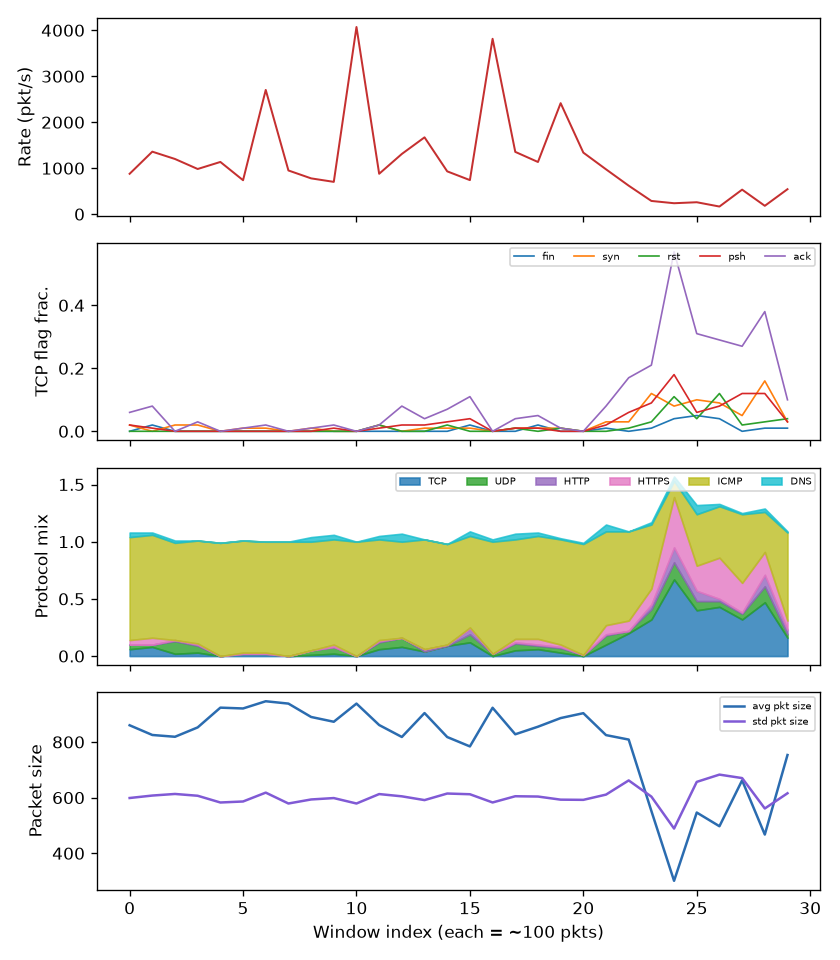 Rate (pkt/s)
4000
3000
2000
1000
0
TCP flag frac.
fin syn rst psh ack
0.4
0.2
0.0
Protocol mix
TCP UDP HTTP HTTPS ICMP DNS
1.5
1.0
0.5
0.0
Packet size
avg pkt size
std pkt size
800
600
400
0 5 10 15 20 25 30
Window index (each = ~100 pkts)